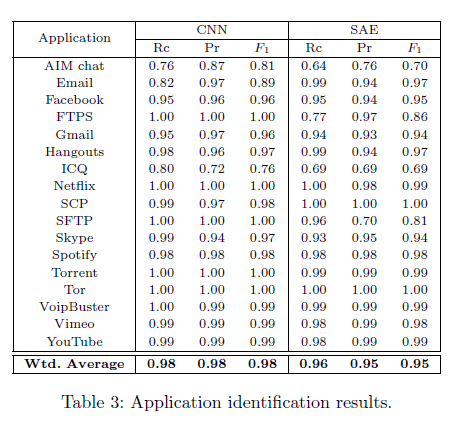 Application CNN SAE
Rc Pr F1 Rc Pr F1
AIM chat 0.76 0.87 0.81 0.64 0.76 0.70
Email 0.82 0.97 0.89 0.99 0.94 0.97
Facebook 0.95 0.96 0.96 0.95 0.94 0.95
FTPS 1.00 1.00 1.00 0.77 0.97 0.86
Gmail 0.95 0.97 0.96 0.94 0.93 0.94
Hangouts 0.98 0.96 0.97 0.99 0.94 0.97
ICQ 0.80 0.72 0.76 0.69 0.69 0.69
Netflix 1.00 1.00 1.00 1.00 0.98 0.99
SCP 0.99 0.97 0.98 1.00 1.00 1.00
SFTP 1.00 1.00 1.00 0.96 0.70 0.81
Skype 0.99 0.94 0.97 0.93 0.95 0.94
Spotify 0.98 0.98 0.98 0.98 0.98 0.98
Torrent 1.00 1.00 1.00 0.99 0.99 0.99
Tor 1.00 1.00 1.00 1.00 1.00 1.00
VoipBuster 1.00 0.99 0.99 0.99 0.99 0.99
Vimeo 0.99 0.99 0.99 0.98 0.99 0.98
YouTube 0.99 0.99 0.99 0.98 0.99 0.99
Wtd. Average 0.98 0.98 0.98 0.96 0.95 0.95
Table 3: Application identification results.